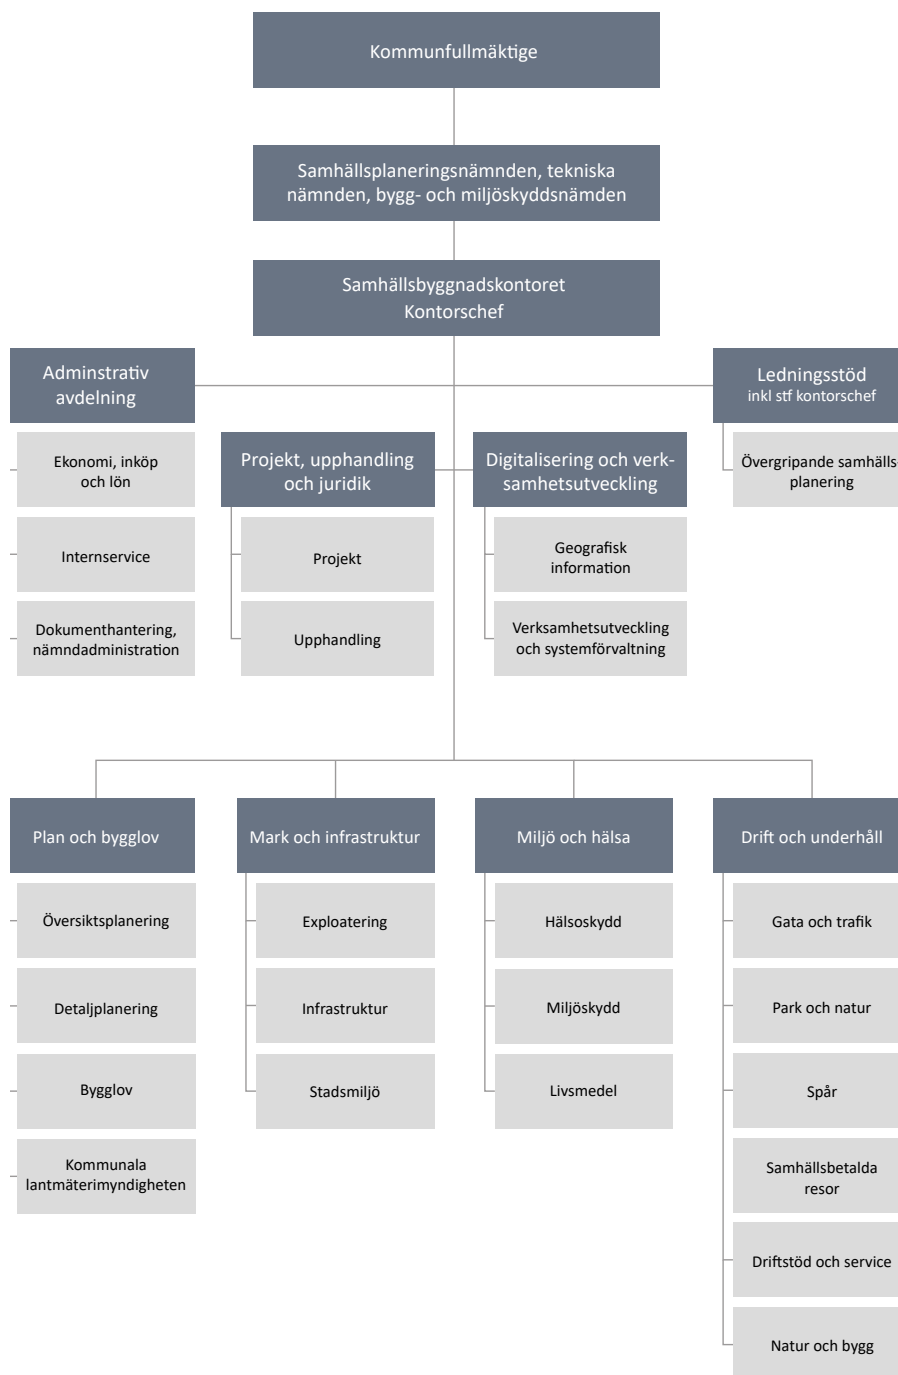 Kommunfullmäktige
Samhällsplaneringsnämnden, tekniska
nämnden, bygg- och miljöskyddsnämden
Samhällsbyggnadskontoret
Kontorschef
Adminstrativ
avdelning
Ekonomi, inköp
och lön
Internservice
Dokumenthantering,
nämndadministration
Projekt, upphandling
och juridik
Projekt
Upphandling
Digitalisering och verk-
samhetsutveckling
Geografisk
information
Verksamhetsutveckling
och systemförvaltning
Ledningsstöd
inkl stf kontorschef
Övergripande samhälls-
planering
Plan och bygglov
Översiktsplanering
Detaljplanering
Bygglov
Kommunala
lantmäterimyndigheten
Mark och infrastruktur
Exploatering
Infrastruktur
Stadsmiljö
Miljö och hälsa
Hälsoskydd
Miljöskydd
Livsmedel
Drift och underhåll
Gata och trafik
Park och natur
Spår
Samhällsbetalda
resor
Driftstöd och service
Natur och bygg